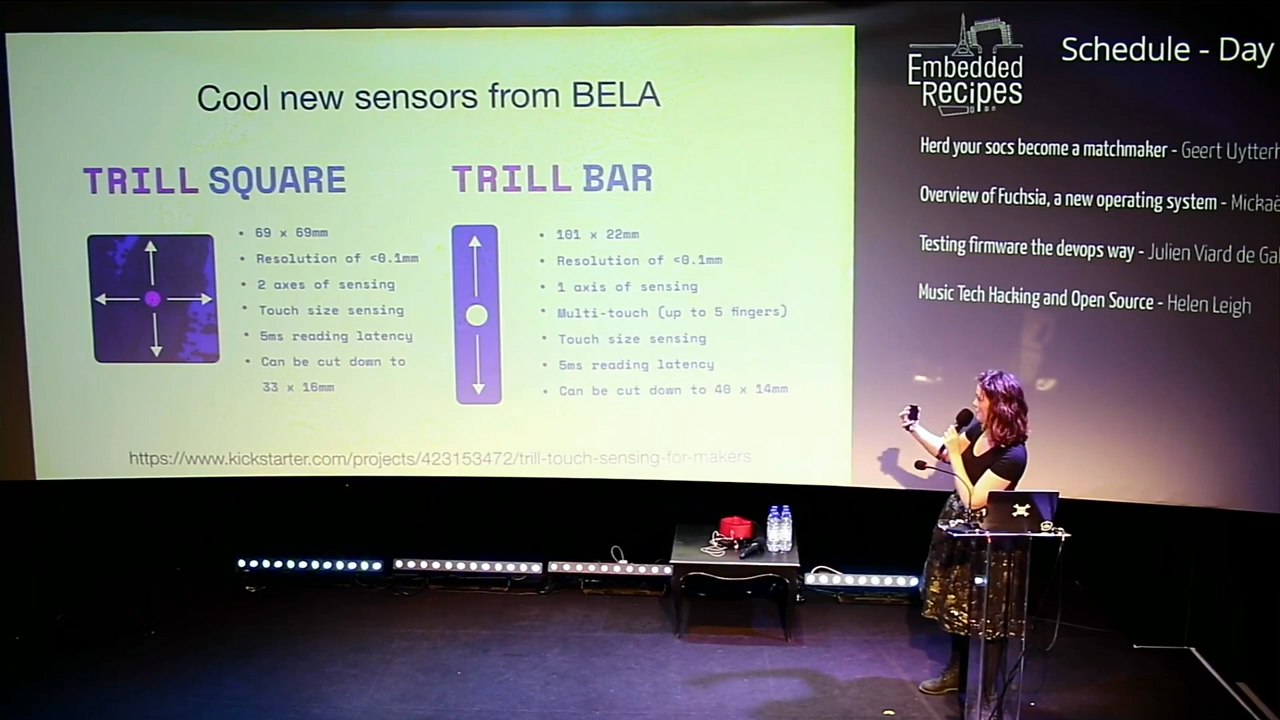 Cool new sensors from BELA
TRILL SQUARE
• 69 x 69mm
• Resolution of <0.1mm
• 2 axes of sensing
• Touch size sensing
• 5ms reading latency
• Can be cut down to
33 x 16mm
TRILL BAR
• 101 x 22mm
• Resolution of <0.1mm
• 1 axis of sensing
• Multi-touch (up to 5 fingers)
• Touch size sensing
• 5ms reading latency
• Can be cut down to 40 x 14mm
https://www.kickstarter.com/projects/423153472/trill-touch-sensing-for-makers
Embedded
Recipes
Schedule - Day
Herd your socs become a matchmaker - Geert Uytterh
Overview of Fuchsia, a new operating system - Mickaë
Testing firmware the devops way - Julien Viard de Gal
Music Tech Hacking and Open Source - Helen Leigh